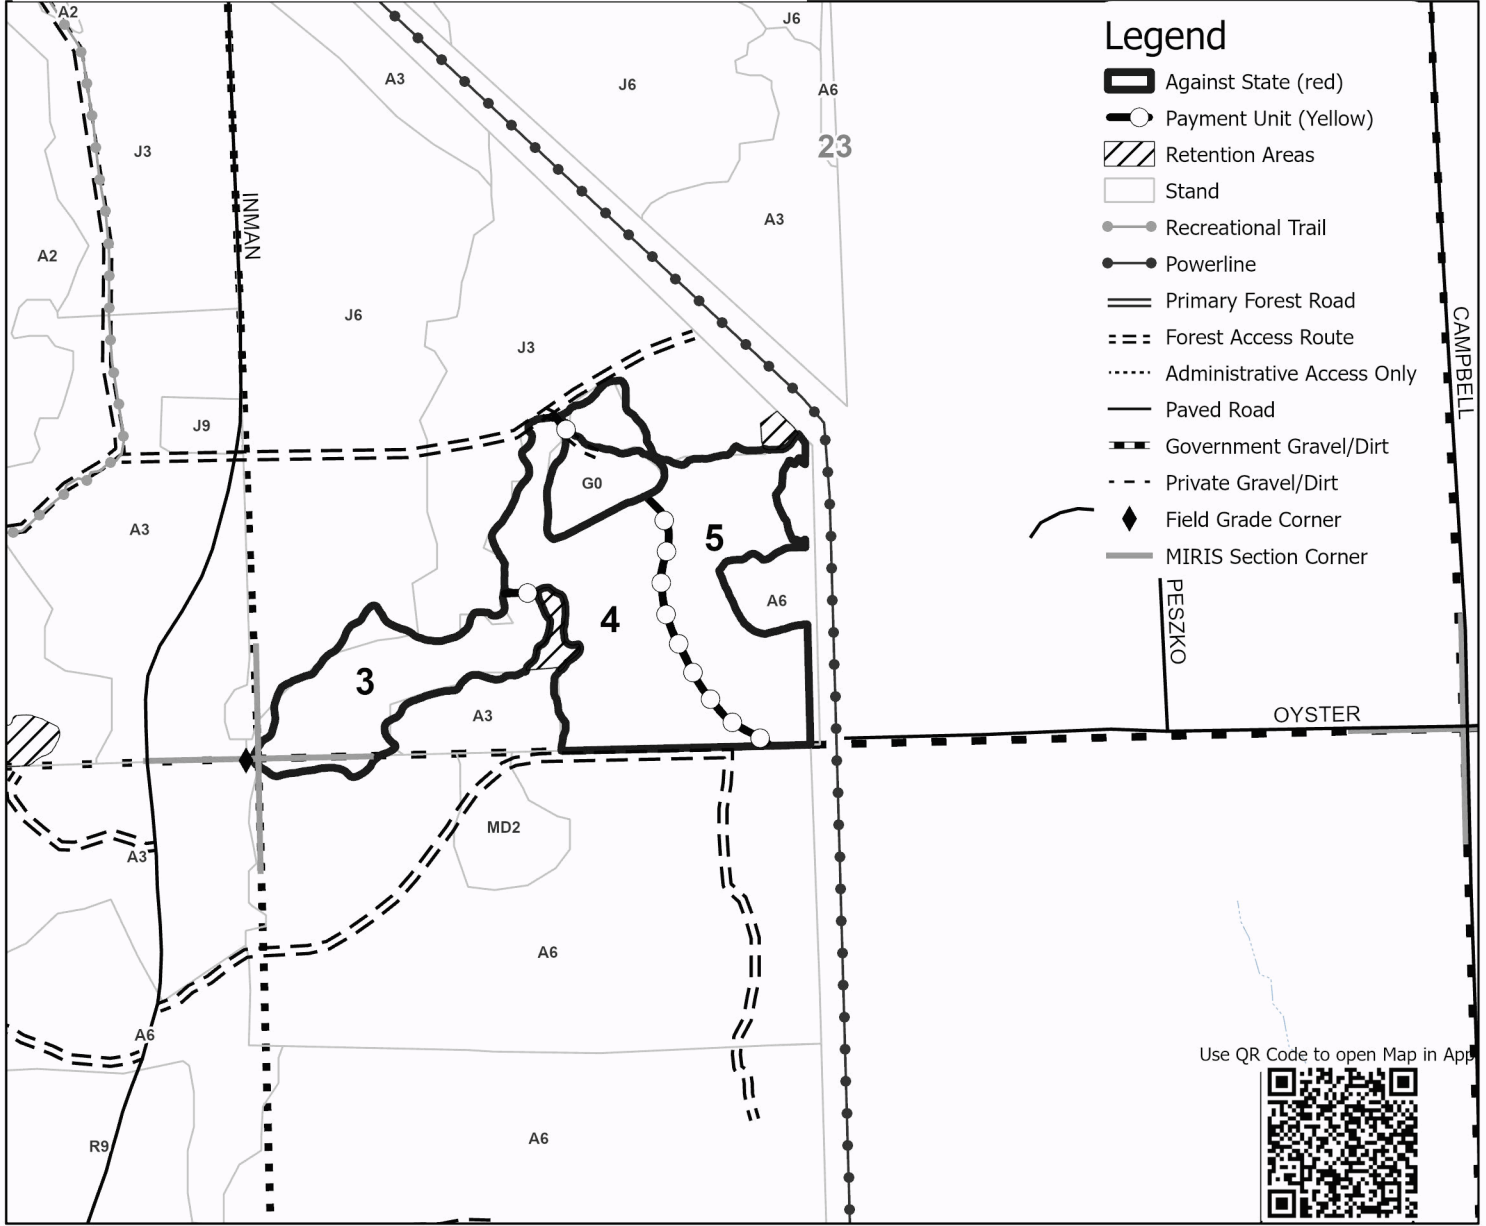 A2
J6
Legend
A3
J6
A6
Against State (red)
Payment Unit (Yellow)
J3
23
Retention Areas
Stand
INMAN
A3
Recreational Trail
A2
Powerline
Primary Forest Road
J6
CAMPBELL
J3
Forest Access Route
Administrative Access Only
J9
Paved Road
Government Gravel/Dirt
G0
Private Gravel/Dirt
A3
5
Field Grade Corner
MIRIS Section Corner
4
A6
PESZKO
3
A3
OYSTER
MD2
A3
A6
A6
Use QR Code to open Map in App
R9
A6